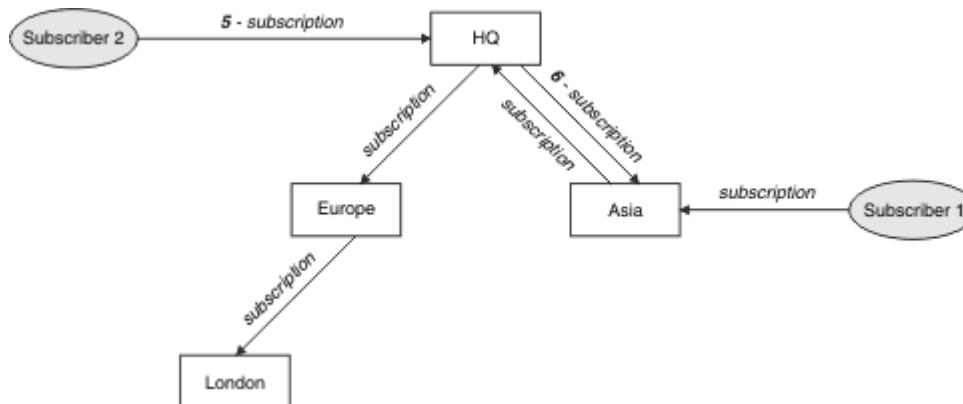 5 - subscription
Subscriber 2
HQ
subscription
subscription
6 - subscription
subscription
Europe
Asia
Subscriber 1
subscription
London